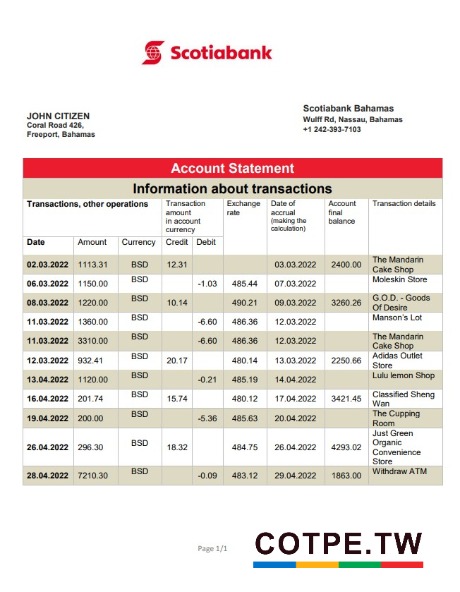 Scotiabank
JOHN CITIZEN
Coral Road 426,
Freeport, Bahamas
Scotiabank Bahamas
Wulff Rd, Nassau, Bahamas
+1 242-393-7103
Account Statement
Information about transactions
Transactions, other operations Transaction amount in account currency Exchange rate Date of accrual (making the calculation) Account final balance Transaction details
Date Amount Currency Credit Debit
02.03.2022 1113.31 BSD 12.31 03.03.2022 2400.00 The Mandarin Cake Shop
06.03.2022 1150.00 BSD -1.03 485.44 07.03.2022 Moleskin Store
08.03.2022 1220.00 BSD 10.14 490.21 09.03.2022 3260.26 G.O.D. - Goods Of Desire
11.03.2022 1360.00 BSD -6.60 486.36 12.03.2022 Manson's Lot
11.03.2022 3310.00 BSD -6.60 486.36 12.03.2022 The Mandarin Cake Shop
12.03.2022 932.41 BSD 20.17 480.14 13.03.2022 2250.66 Adidas Outlet Store
13.04.2022 1120.00 BSD -0.21 485.19 14.04.2022 Lulu lemon Shop
16.04.2022 201.74 BSD 15.74 480.12 17.04.2022 3421.45 Classified Sheng Wan
19.04.2022 200.00 BSD -5.36 485.63 20.04.2022 The Cupping Room
26.04.2022 296.30 BSD 18.32 484.75 26.04.2022 4293.02 Just Green Organic Convenience Store
28.04.2022 7210.30 BSD -0.09 483.12 29.04.2022 1863.00 Withdraw ATM
Page 1/1
COTPE.TW